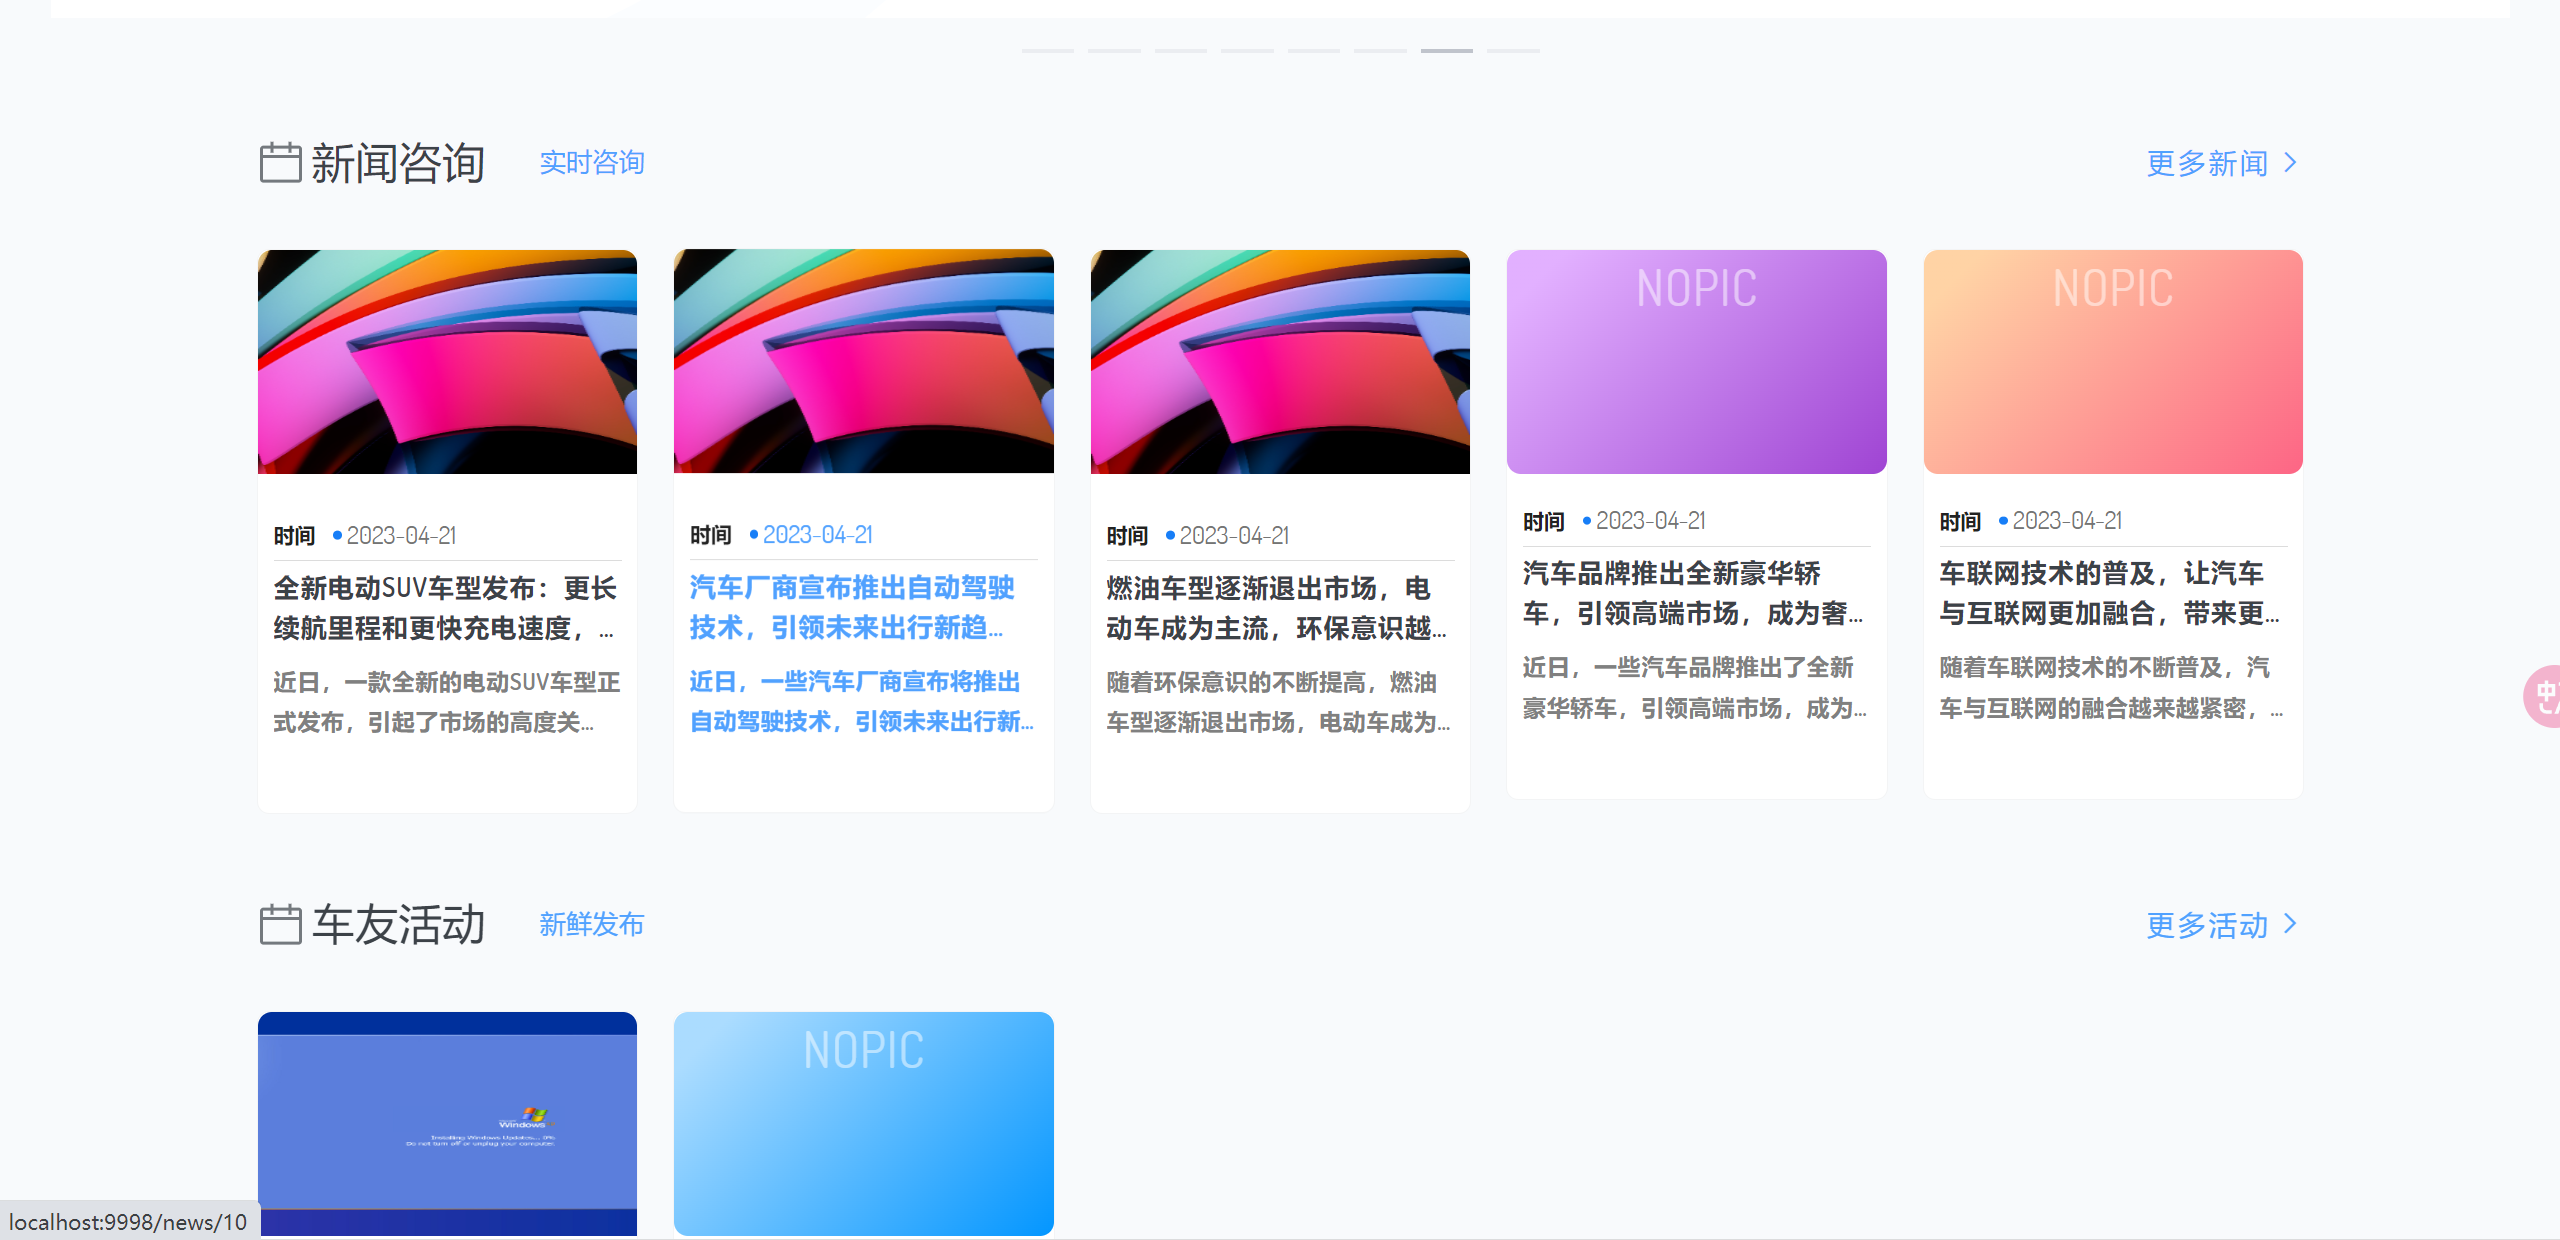 新闻咨询
实时咨询
更多新闻
时间
2023-04-21
全新电动SUV车型发布：更长
续航里程和更快充电速度，...
近日，一款全新的电动SUV车型正
式发布，引起了市场的高度关...
时间
2023-04-21
汽车厂商宣布推出自动驾驶
技术，引领未来出行新趋...
近日，一些汽车厂商宣布将推出
自动驾驶技术，引领未来出行新...
时间
2023-04-21
燃油车型逐渐退出市场，电
动车成为主流，环保意识越...
随着环保意识的不断提高，燃油
车型逐渐退出市场，电动车成为...
NOPIC
时间
2023-04-21
汽车品牌推出全新豪华轿
车，引领高端市场，成为奢...
近日，一些汽车品牌推出了全新
豪华轿车，引领高端市场，成为...
NOPIC
时间
2023-04-21
车联网技术的普及，让汽车
与互联网更加融合，带来更...
随着车联网技术的不断普及，汽
车与互联网的融合越来越紧密，...
车友活动
新鲜发布
更多活动
Windows
Installing Windows Updates... 0%
Do not turn off or unplug your computer.
NOPIC
localhost:9998/news/10